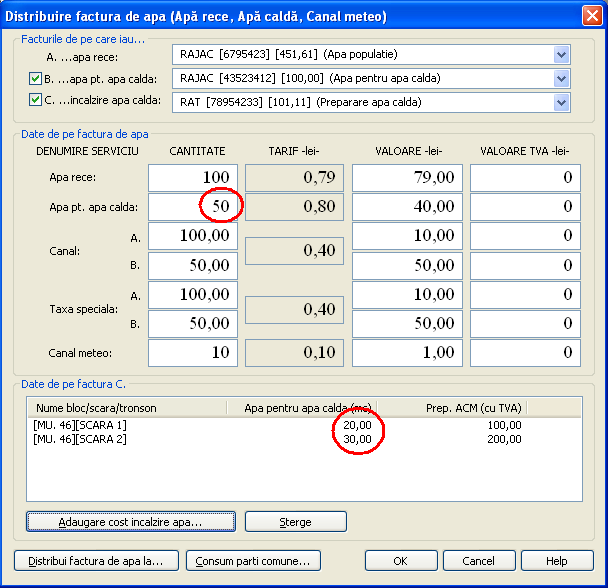 Distribuire factura de apa (Apă rece, Apă caldă, Canal meteo)
Facturile de pe care iau...
A. ...apa rece: RAJAC [6795423] [451,61] (Apa populatie)
B. ...apa pt. apa calda: RAJAC [43523412] [100,00] (Apa pentru apa calda)
C. ...incalzire apa calda: RAT [78954233] [101,11] (Preparare apa calda)
Date de pe factura de apa
DENUMIRE SERVICIU CANTITATE TARIF -lei- VALOARE -lei- VALOARE TVA -lei-
Apa rece: 100 0,79 79,00 0
Apa pt. apa calda: 50 0,80 40,00 0
Canal: A. 100,00 0,40 10,00 0
B. 50,00 50,00 0
Taxa speciala: A. 100,00 0,40 10,00 0
B. 50,00 50,00 0
Canal meteo: 10 0,10 1,00 0
Date de pe factura C.
Nume bloc/scara/tronson Apa pentru apa calda (mc) Prep. ACM (cu TVA)
[MU. 46][SCARA 1] 20,00 100,00
[MU. 46][SCARA 2] 30,00 200,00
Adaugare cost incalzire apa... Sterge
Distribui factura de apa la... Consum parti comune... OK Cancel Help